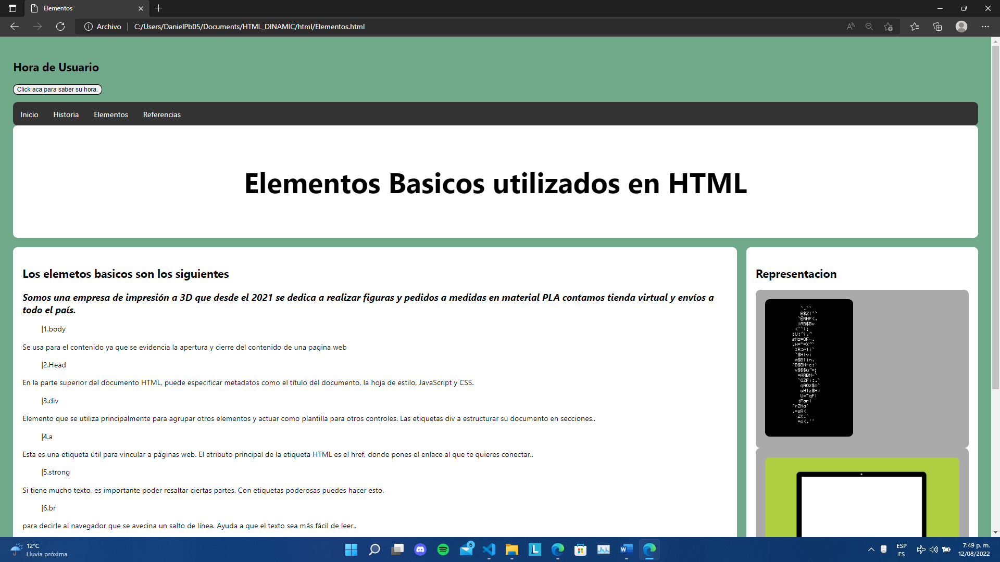 Elementos
Archivo
C:/Users/DanielPb05/Documents/HTML_DINAMIC/html/Elementos.html
Hora de Usuario
Click aca para saber su hora.
Inicio Historia Elementos Referencias
Elementos Basicos utilizados en HTML
Los elemetos basicos son los siguientes
Somos una empresa de impresión a 3D que desde el 2021 se dedica a realizar figuras y pedidos a medidas en material PLA contamos tienda virtual y envíos a
todo el país.
|1.body
Se usa para el contenido ya que se evidencia la apertura y cierre del contenido de una pagina web
|2.Head
En la parte superior del documento HTML, puede especificar metadatos como el título del documento, la hoja de estilo, JavaScript y CSS.
|3.div
Elemento que se utiliza principalmente para agrupar otros elementos y actuar como plantilla para otros controles. Las etiquetas div a estructurar su documento en secciones..
|4.a
Esta es una etiqueta útil para vincular a páginas web. El atributo principal de la etiqueta HTML es el href, donde pones el enlace al que te quieres conectar..
|5.strong
Si tiene mucho texto, es importante poder resaltar ciertas partes. Con etiquetas poderosas puedes hacer esto.
|6.br
para decirle al navegador que se avecina un salto de línea. Ayuda a que el texto sea más fácil de leer..
Representacion
12°C
Lluvia próxima
6
L
W
ESP
ES
7:49 p. m.
12/08/2022